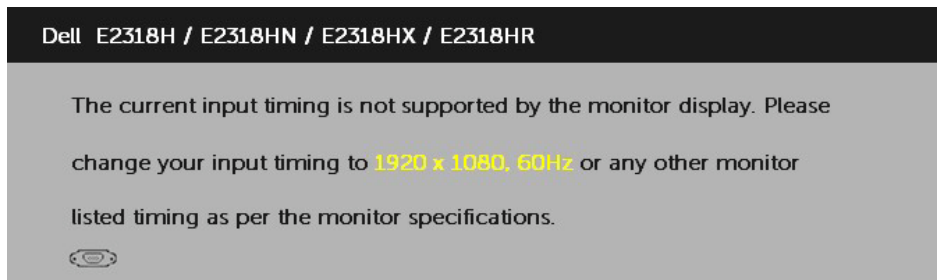 Dell E2318H / E2318HN / E2318HX / E2318HR
The current input timing is not supported by the monitor display. Please
change your input timing to 1920 x 1080, 60Hz or any other monitor
listed timing as per the monitor specifications.